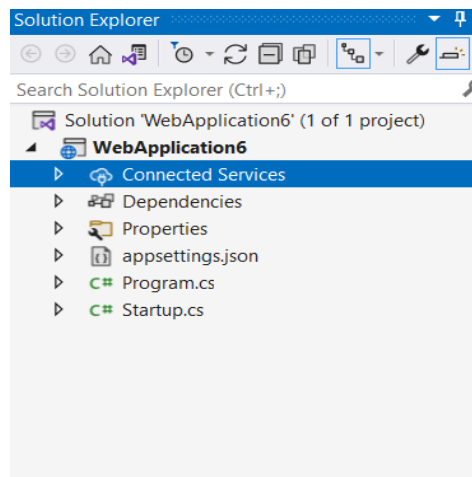 Solution Explorer
Search Solution Explorer (Ctrl+;)
Solution 'WebApplication6' (1 of 1 project)
WebApplication6
Connected Services
Dependencies
Properties
appsettings.json
C# Program.cs
C# Startup.cs